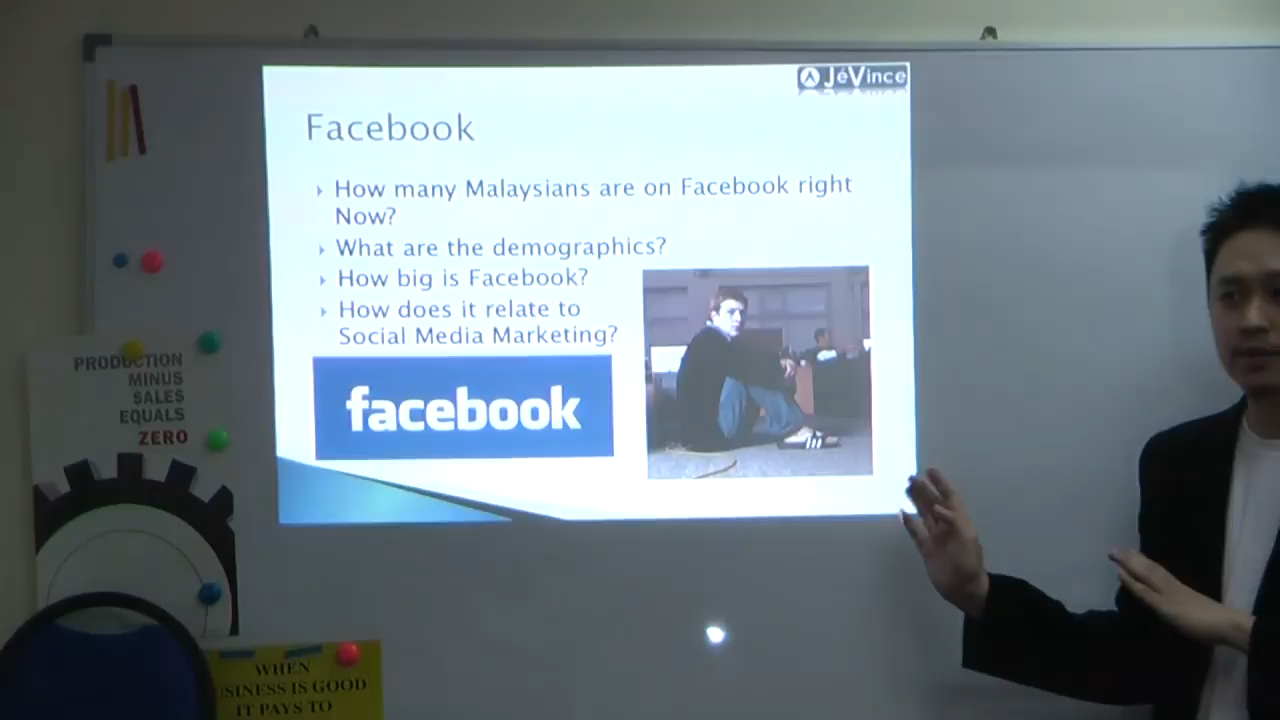 JéVince
Facebook
How many Malaysians are on Facebook right
Now?
What are the demographics?
How big is Facebook?
How does it relate to
Social Media Marketing?
facebook
PRODUCTION
MINUS
SALES
EQUALS
ZERO
WHEN
USINESS IS GOOD
IT PAYS TO